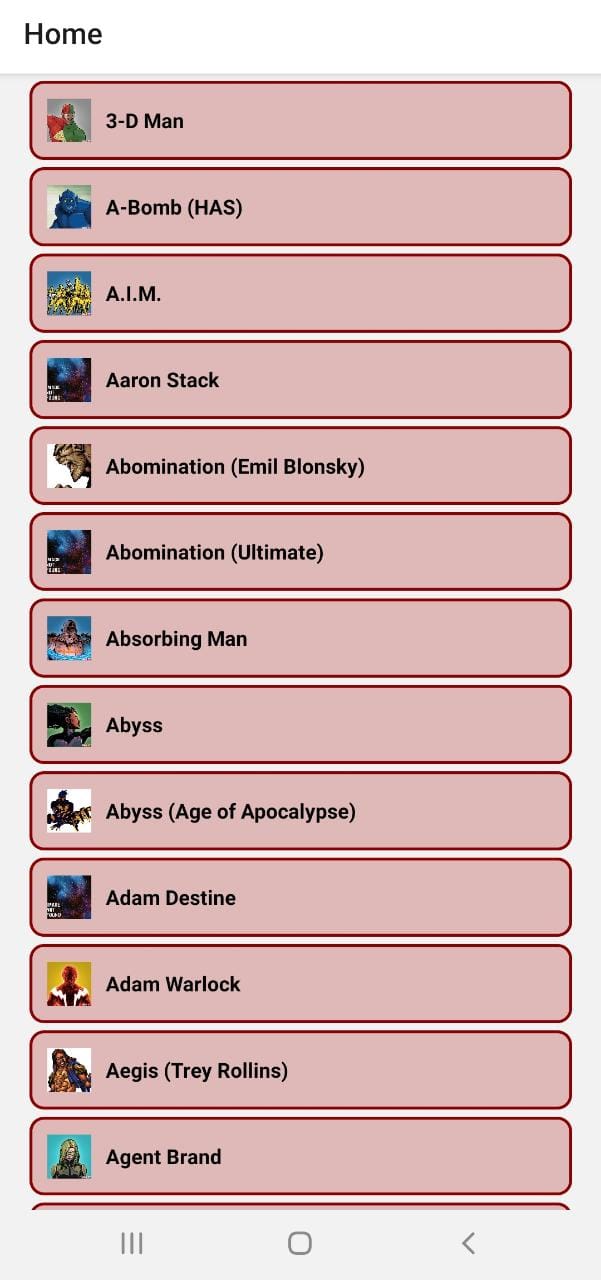 Home
3-D Man
A-Bomb (HAS)
A.I.M.
Aaron Stack
Abomination (Emil Blonsky)
Abomination (Ultimate)
Absorbing Man
Abyss
Abyss (Age of Apocalypse)
Adam Destine
Adam Warlock
Aegis (Trey Rollins)
Agent Brand